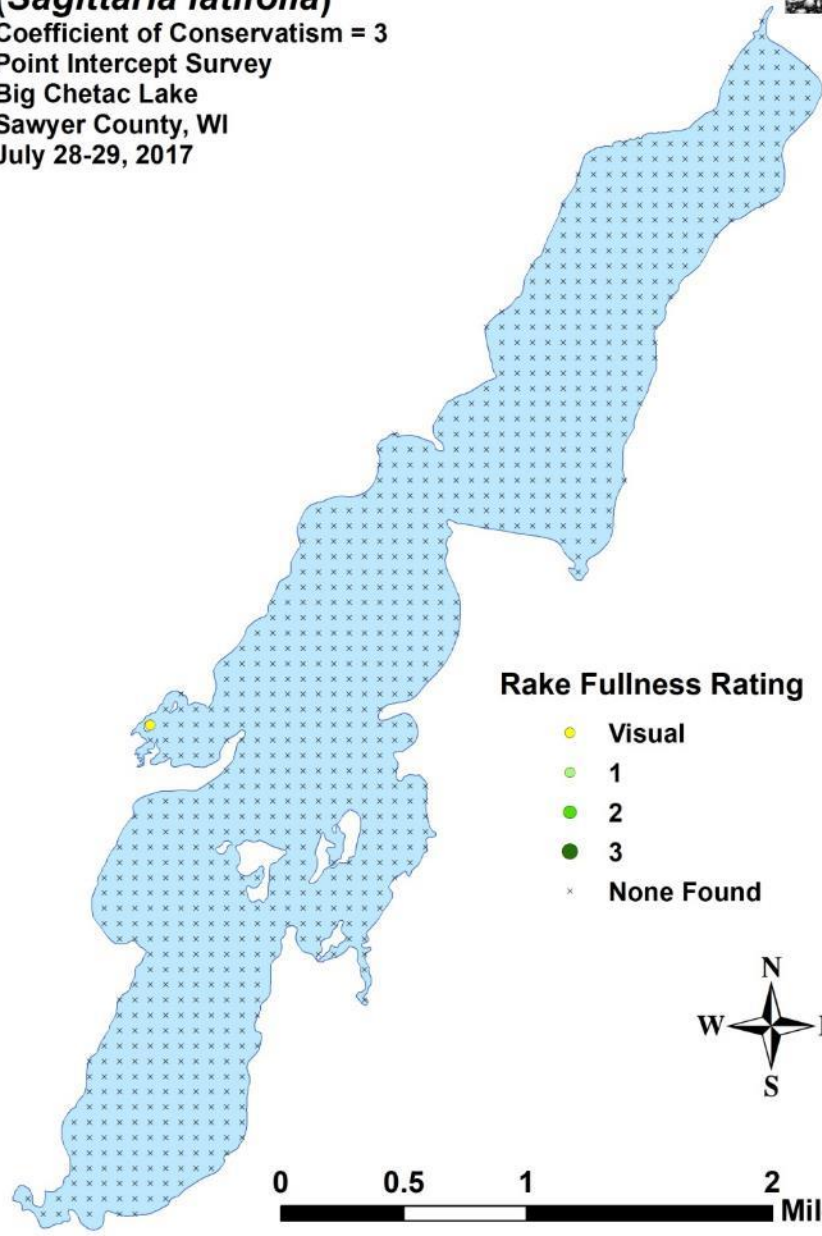 (Sagittaria latifolia)
Coefficient of Conservatism = 3
Point Intercept Survey
Big Chetac Lake
Sawyer County, WI
July 28-29, 2017
Rake Fullness Rating
Visual
1
2
3
None Found
N
W
S
0 0.5 1 2